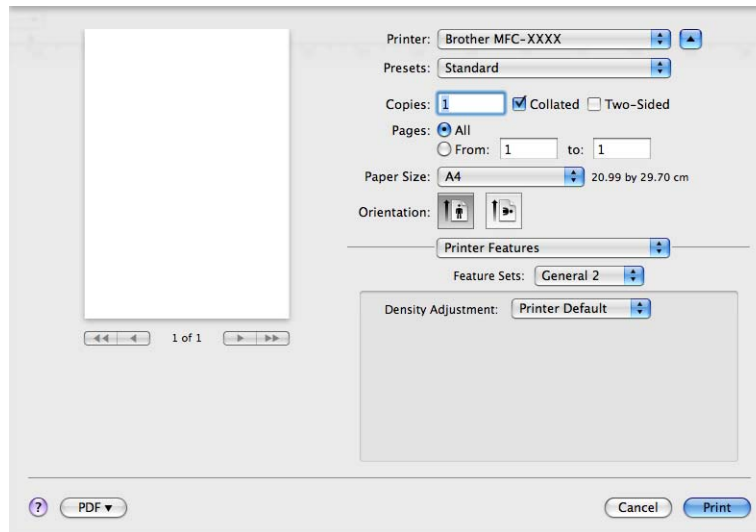 Printer: Brother MFC-XXXX
Presets: Standard
Copies: 1 Collated Two-Sided
Pages: All
From: 1 to: 1
Paper Size: A4 20.99 by 29.70 cm
Orientation:
Printer Features
Feature Sets: General 2
Density Adjustment: Printer Default
1 of 1
? PDF ▾ Cancel Print